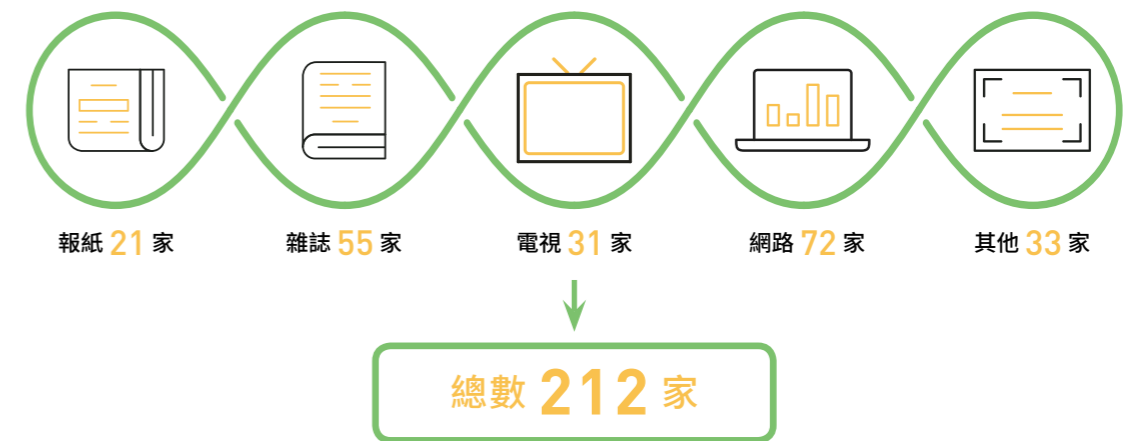 報紙 21 家
雜誌 55 家
電視 31 家
網路 72 家
其他 33 家
總數 212 家